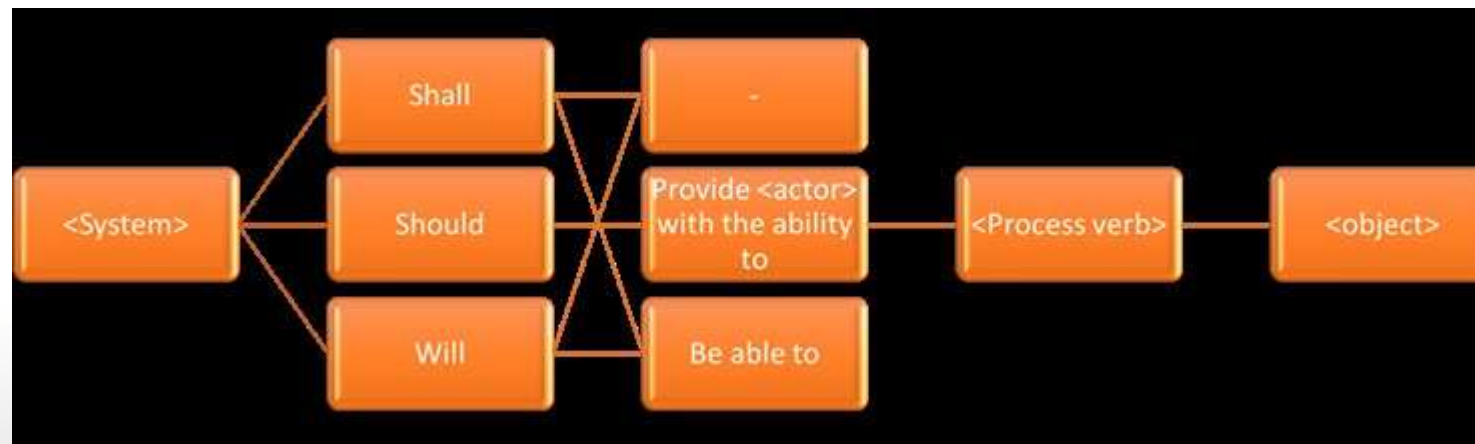 <System>
Shall
Should
Will
-
Provide <actor>
with the ability
to
Be able to
<Process verb>
<object>